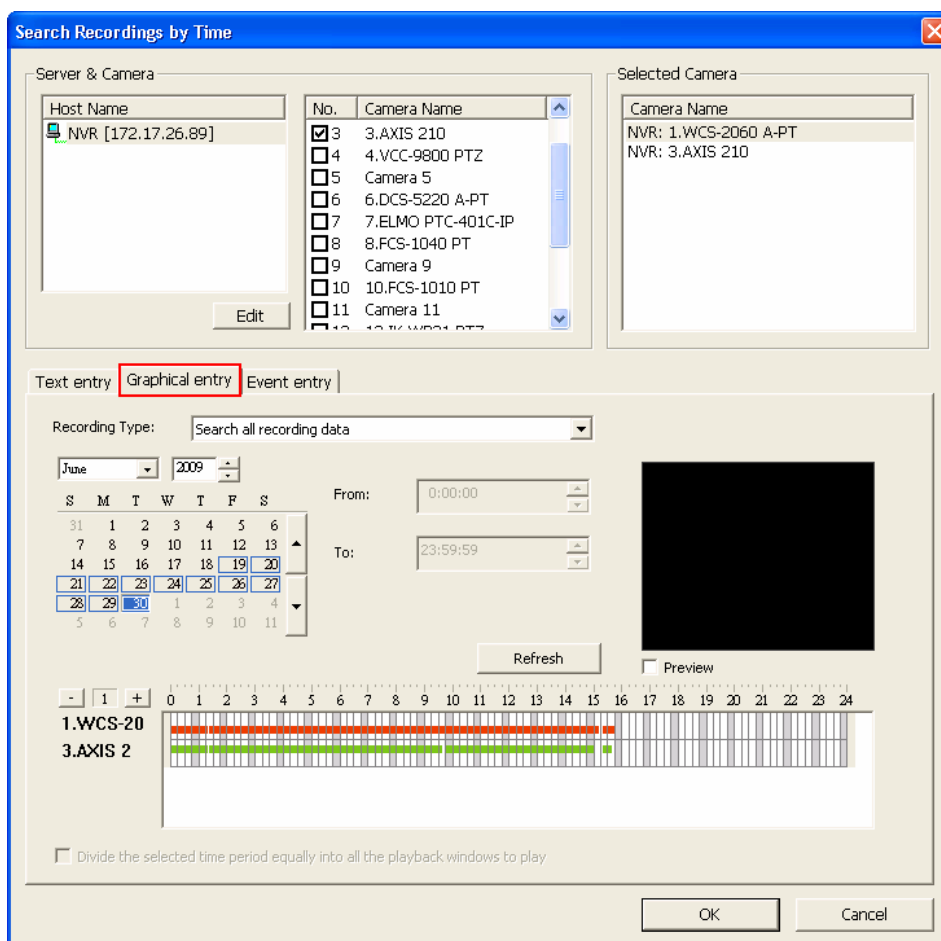 Search Recordings by Time
Server & Camera
Host Name
NVR [172.17.26.89]
Edit
No. Camera Name
3 3.AXIS 210
4 4.VCC-9800 PTZ
5 Camera 5
6 6.DCS-5220 A-PT
7 7.ELMO PTC-401C-IP
8 8.FCS-1040 PT
9 Camera 9
10 10.FCS-1010 PT
11 Camera 11
Selected Camera
Camera Name
NVR: 1.WCS-2060 A-PT
NVR: 3.AXIS 210
Text entry Graphical entry Event entry
Recording Type: Search all recording data
June 2009
S M T W T F S
31 1 2 3 4 5 6
7 8 9 10 11 12 13
14 15 16 17 18 19 20
21 22 23 24 25 26 27
28 29 30 1 2 3 4
5 6 7 8 9 10 11
From: 0:00:00
To: 23:59:59
Refresh
Preview
- 1 + 0 1 2 3 4 5 6 7 8 9 10 11 12 13 14 15 16 17 18 19 20 21 22 23 24
1.WCS-20
3.AXIS 2
Divide the selected time period equally into all the playback windows to play
OK Cancel